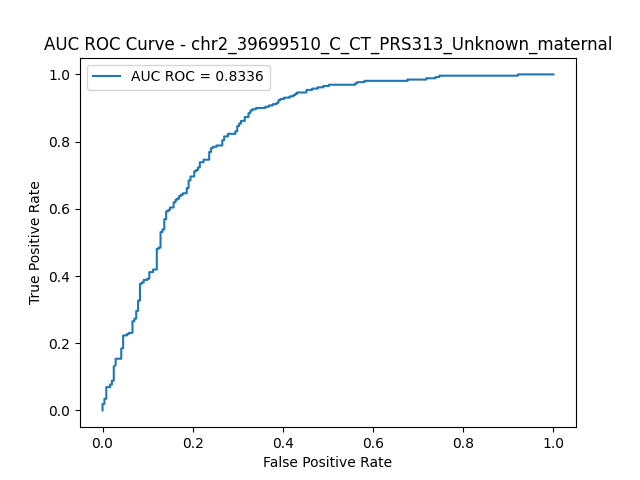 AUC ROC Curve - chr2_39699510_C_CT_PRS313_Unknown_maternal
AUC ROC = 0.8336
1.0
0.8
0.6
0.4
0.2
0.0
True Positive Rate
0.0 0.2 0.4 0.6 0.8 1.0
False Positive Rate